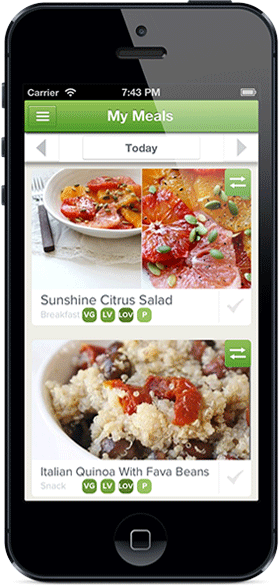 Carrier 7:43 PM
My Meals
Today
Sunshine Citrus Salad
Breakfast VG LV LOV P
Italian Quinoa With Fava Beans
Snack VG LV LOV P